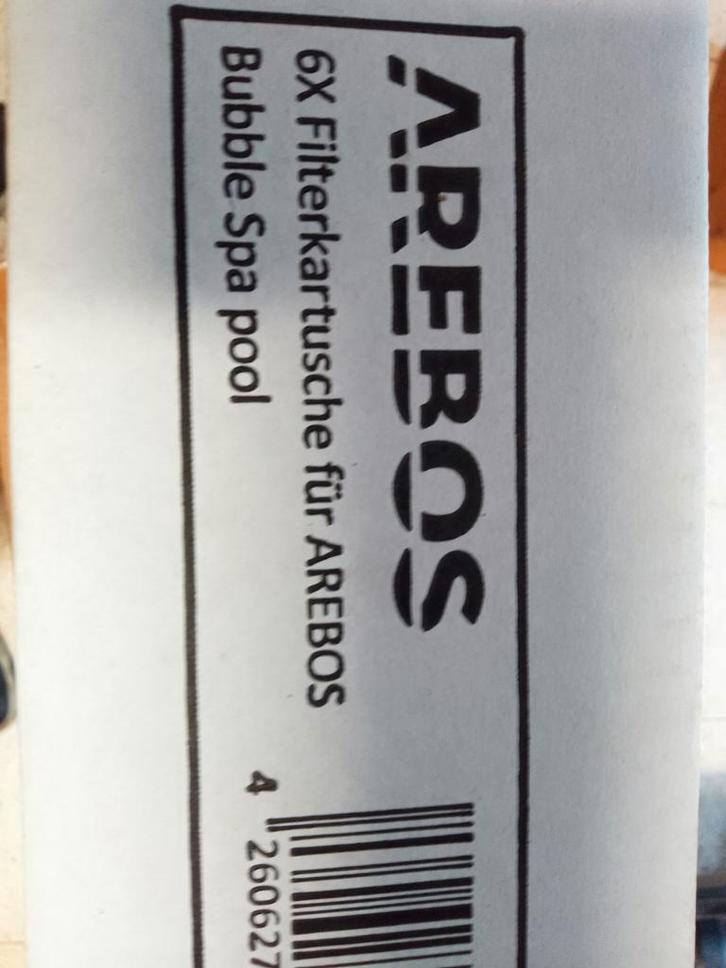 AREBOS
6X Filterkartusche für AREBOS
Bubble Spa pool
4 260627